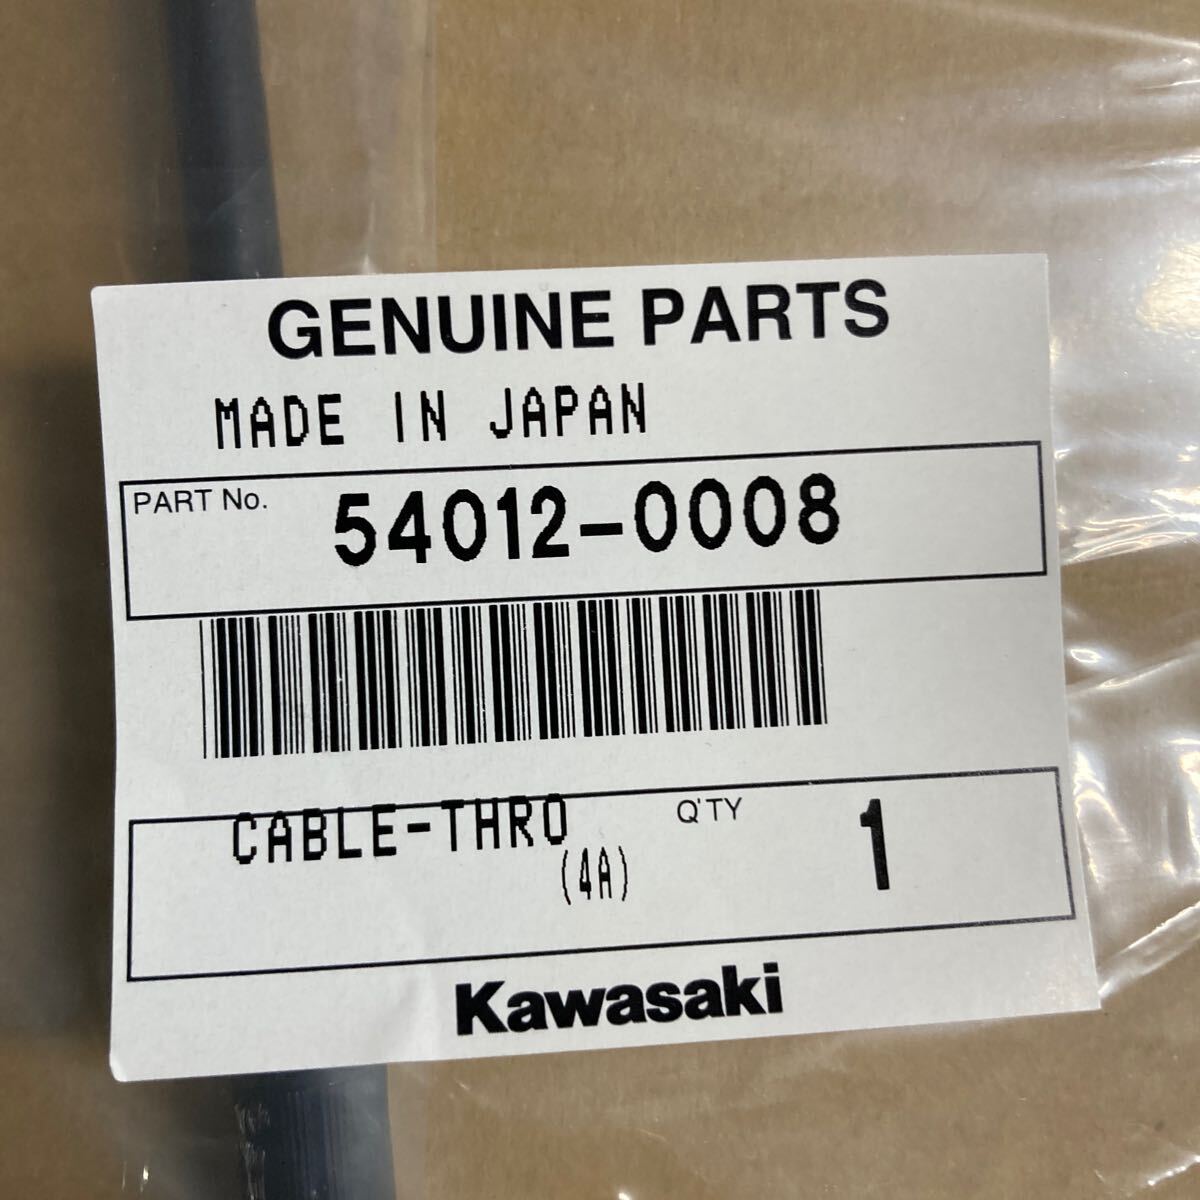 GENUINE PARTS
MADE IN JAPAN
PART No. 54012-0008
CABLE-THRO Q'TY 1
(4A)
Kawasaki